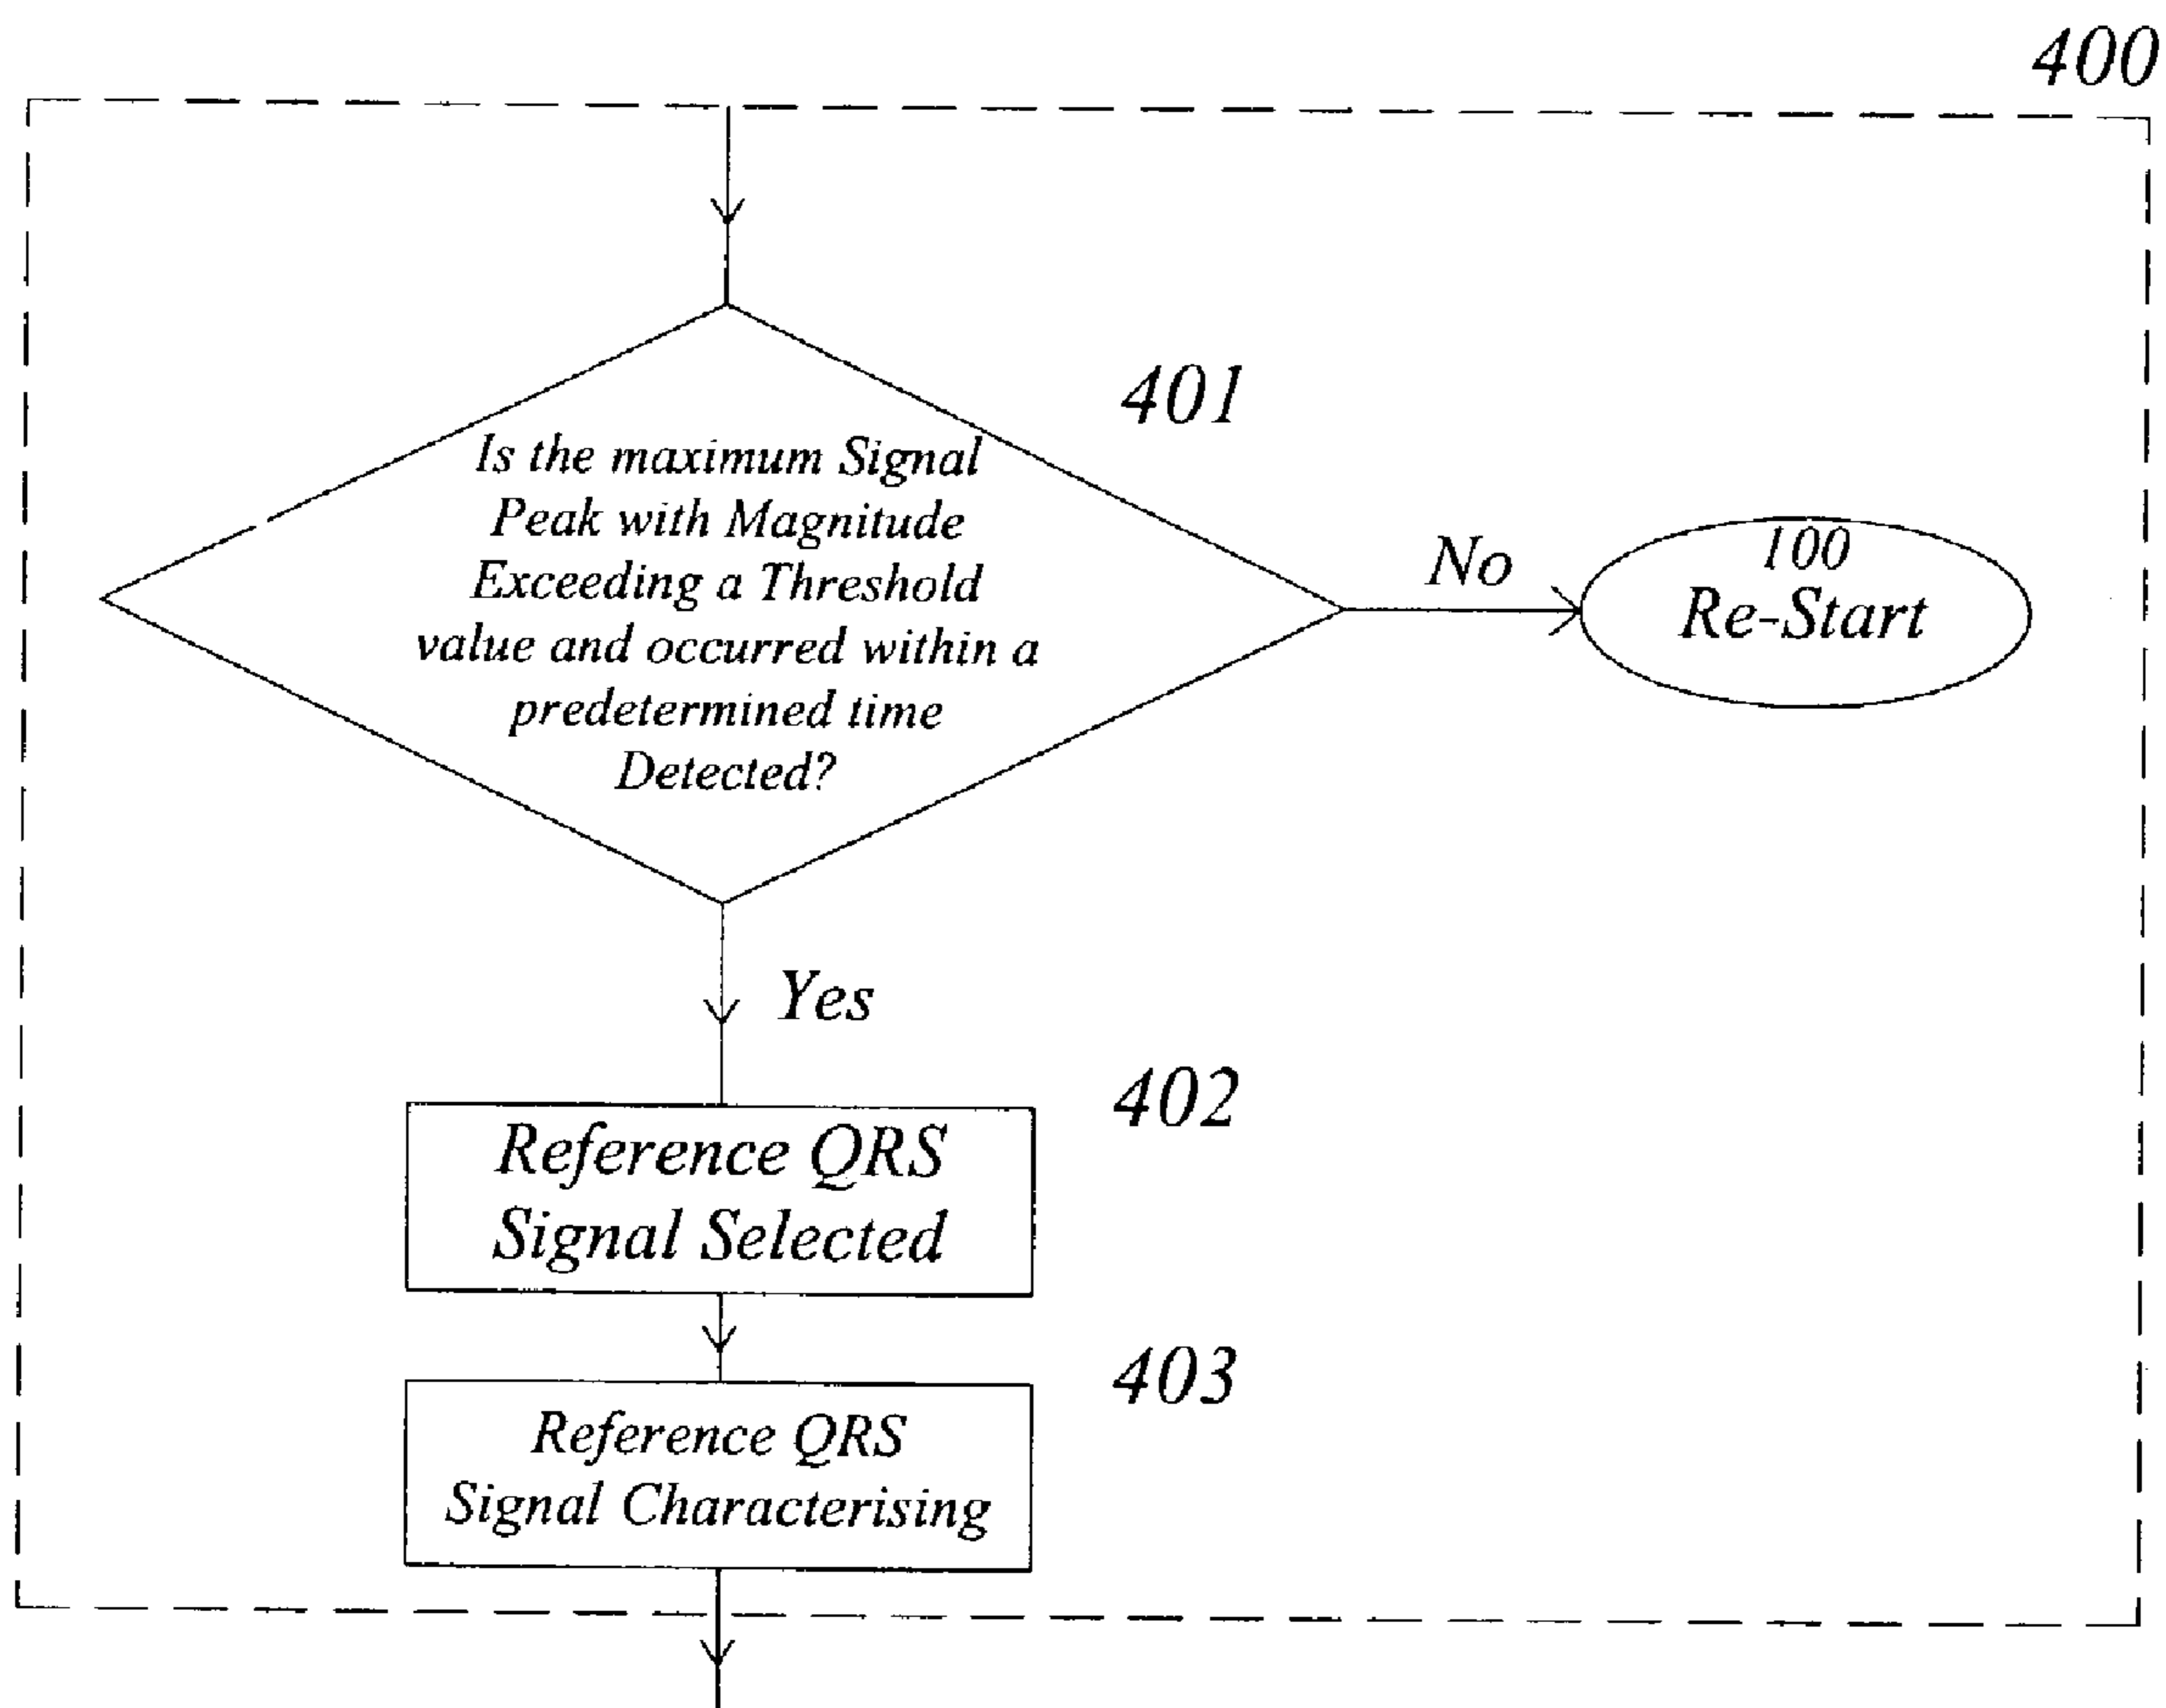 400
401
Is the maximum Signal
Peak with Magnitude
Exceeding a Threshold
value and occurred within a
predetermined time
Detected?
No
100
Re-Start
Yes
402
Reference QRS
Signal Selected
403
Reference QRS
Signal Characterising